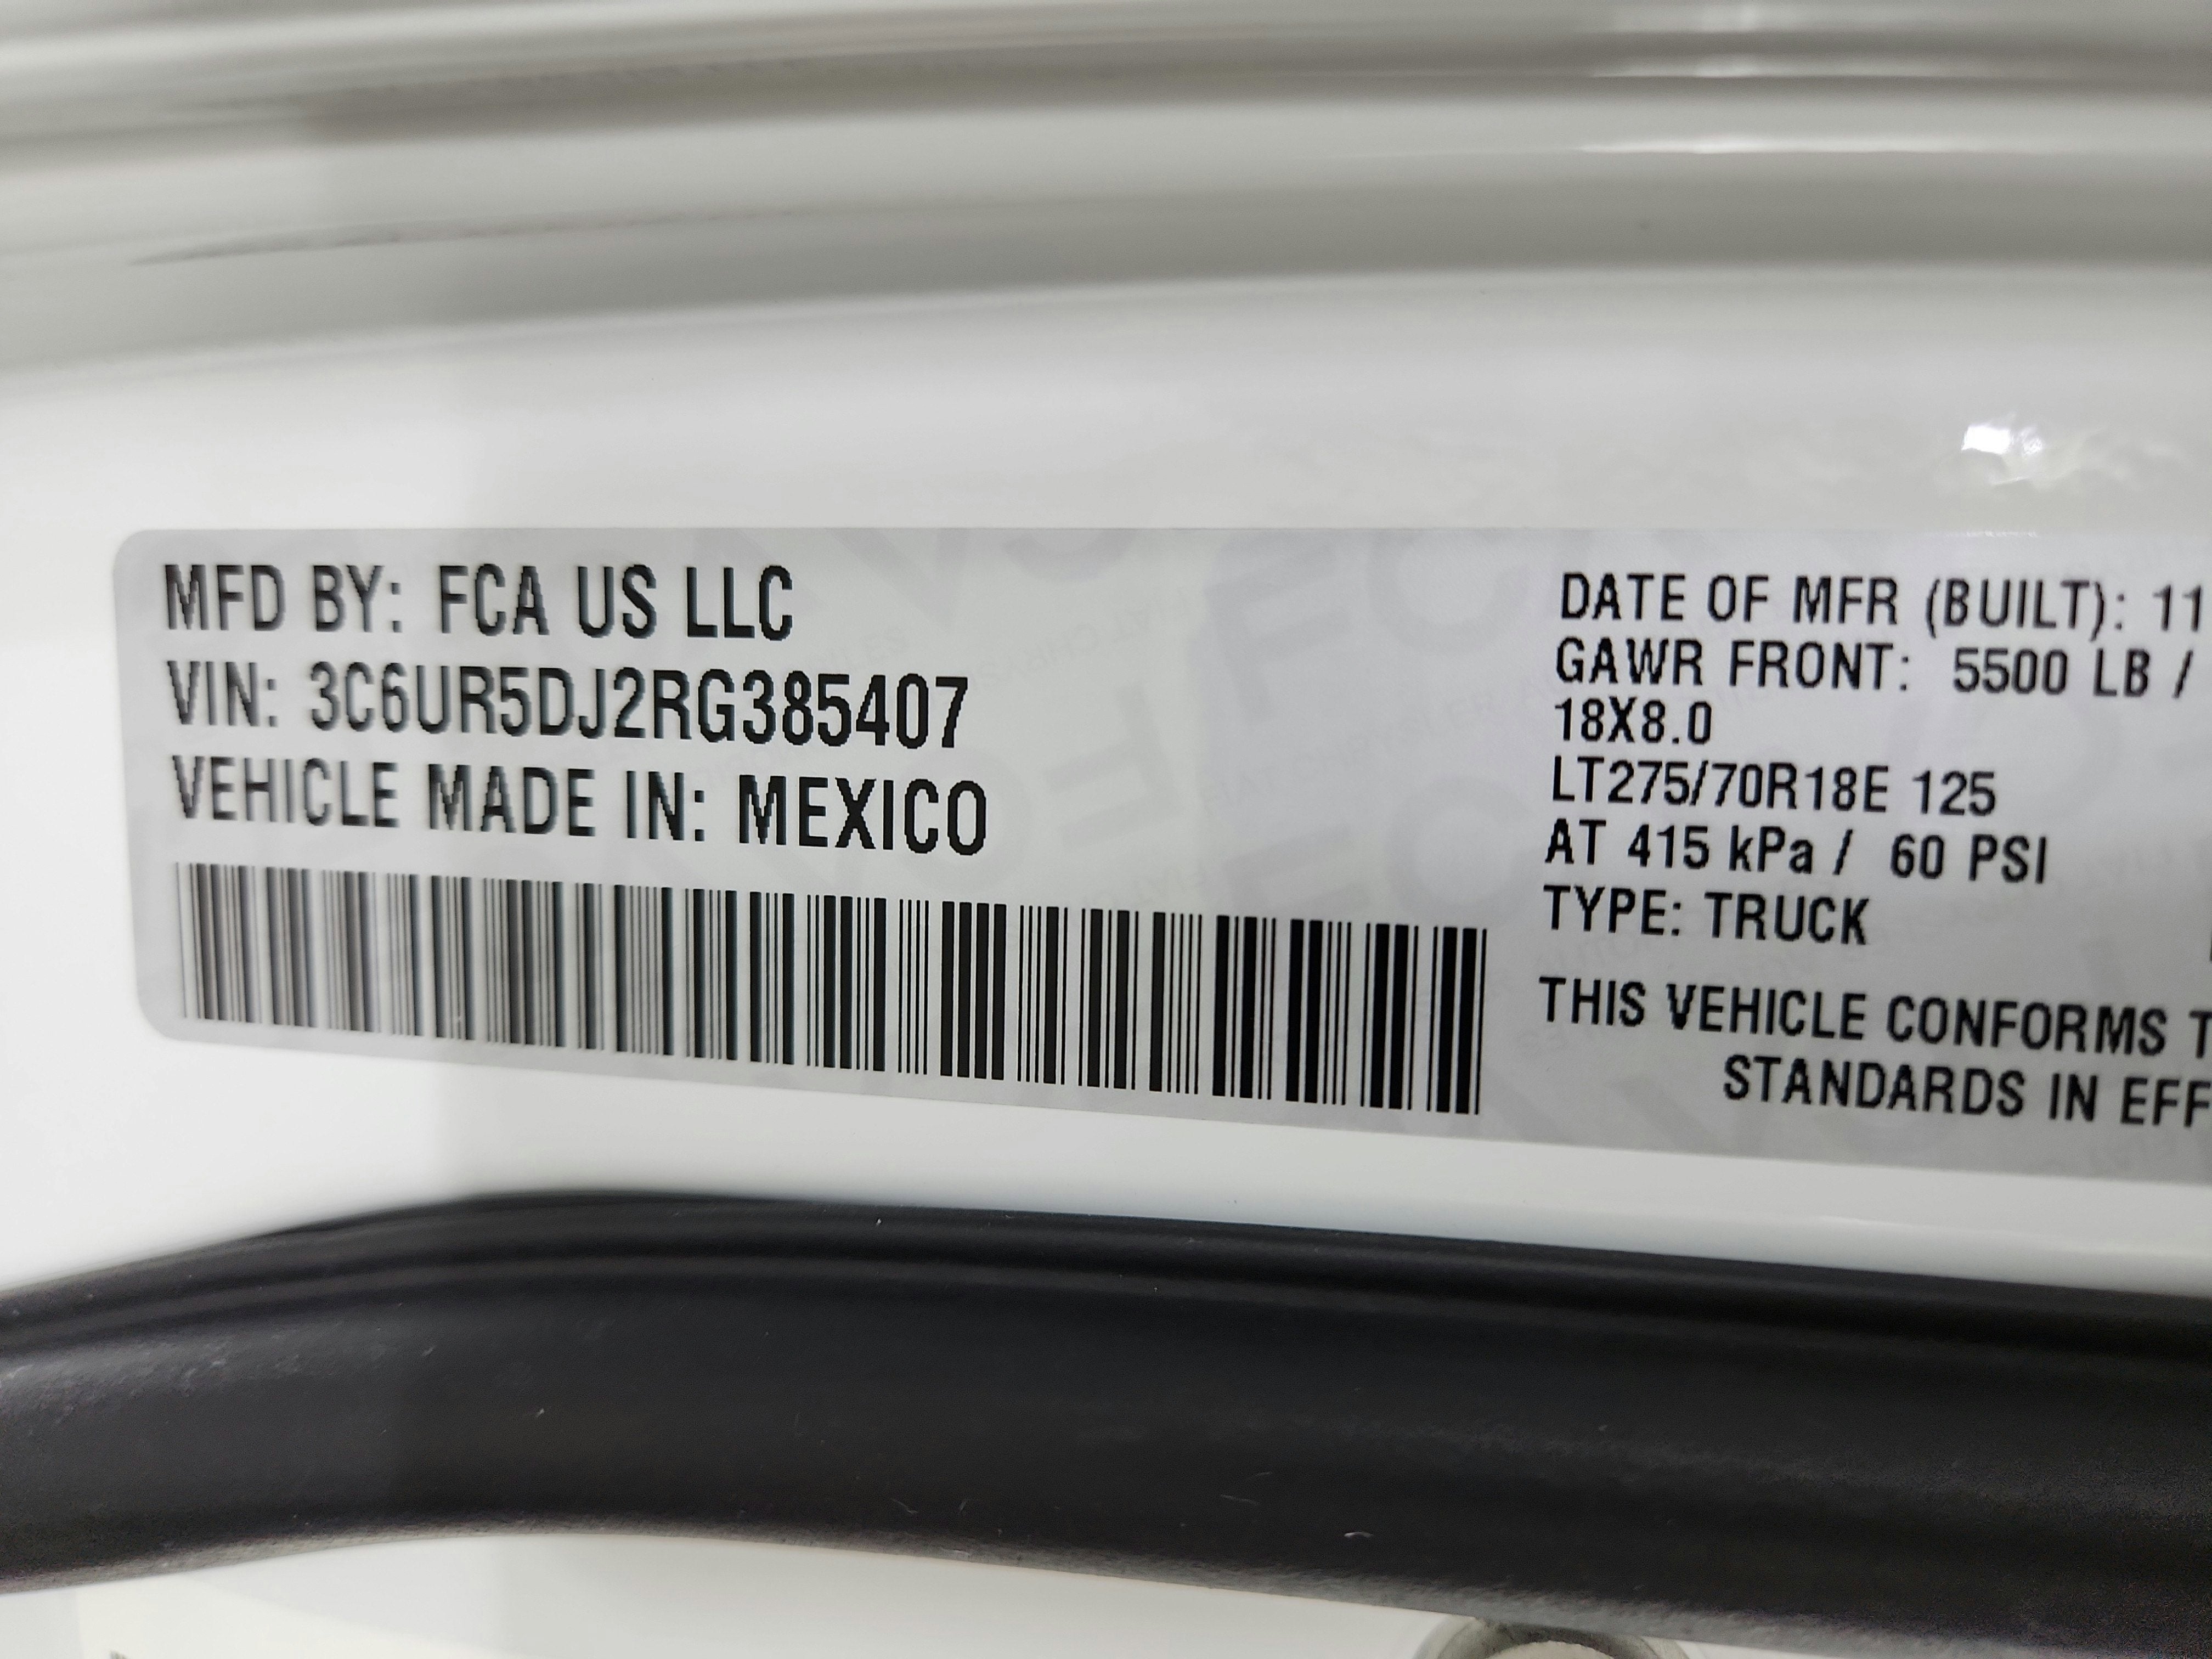 MFD BY: FCA US LLC
VIN: 3C6UR5DJ2RG385407
VEHICLE MADE IN: MEXICO
DATE OF MFR (BUILT): 11
GAWR FRONT: 5500 LB /
18X8.0
LT275/70R18E 125
AT 415 kPa / 60 PSI
TYPE: TRUCK
THIS VEHICLE CONFORMS T
STANDARDS IN EFF